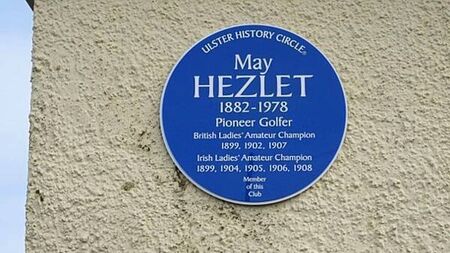 ULSTER HISTORY CIRCLE®
May
HEZLET
1882-1978
Pioneer Golfer
British Ladies' Amateur Champion
1899, 1902, 1907
Irish Ladies' Amateur Champion
1899, 1904, 1905, 1906, 1908
Member
of this
Club